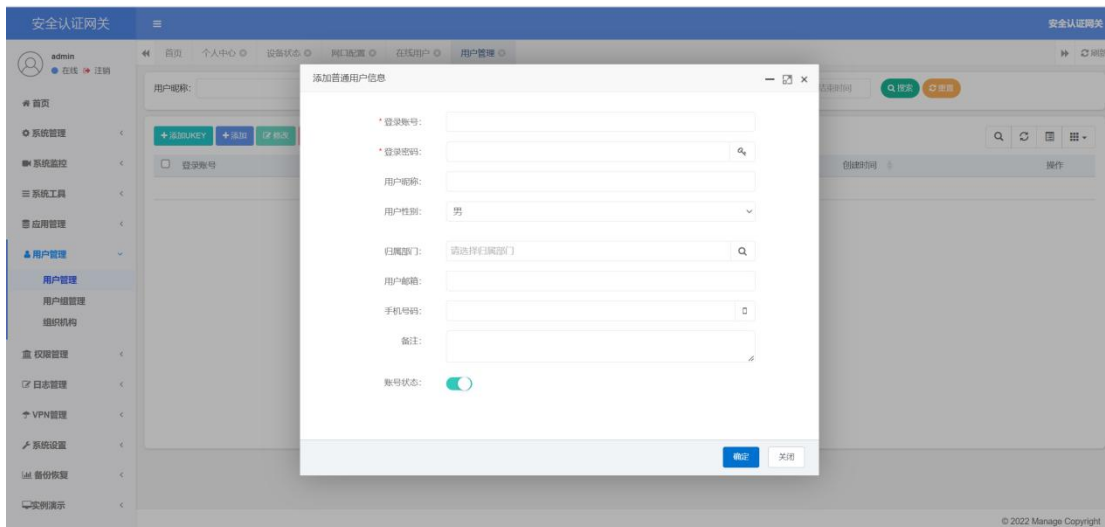 安全认证网关
安全认证网关
admin
在线 注销
首页 个人中心 设备状态 网口配置 在线用户 用户管理
首页
系统管理
系统监控
系统工具
应用管理
用户管理
用户管理
用户组管理
组织机构
权限管理
日志管理
VPN管理
系统设置
备份恢复
实例演示
用户昵称:
结束时间 搜索 重置
+添加UKEY +添加 修改
登录账号 创建时间 操作
添加普通用户信息
* 登录账号:
* 登录密码:
用户昵称:
用户性别: 男
归属部门: 请选择归属部门
用户邮箱:
手机号码:
备注:
账号状态:
确定 关闭
© 2022 Manage Copyright